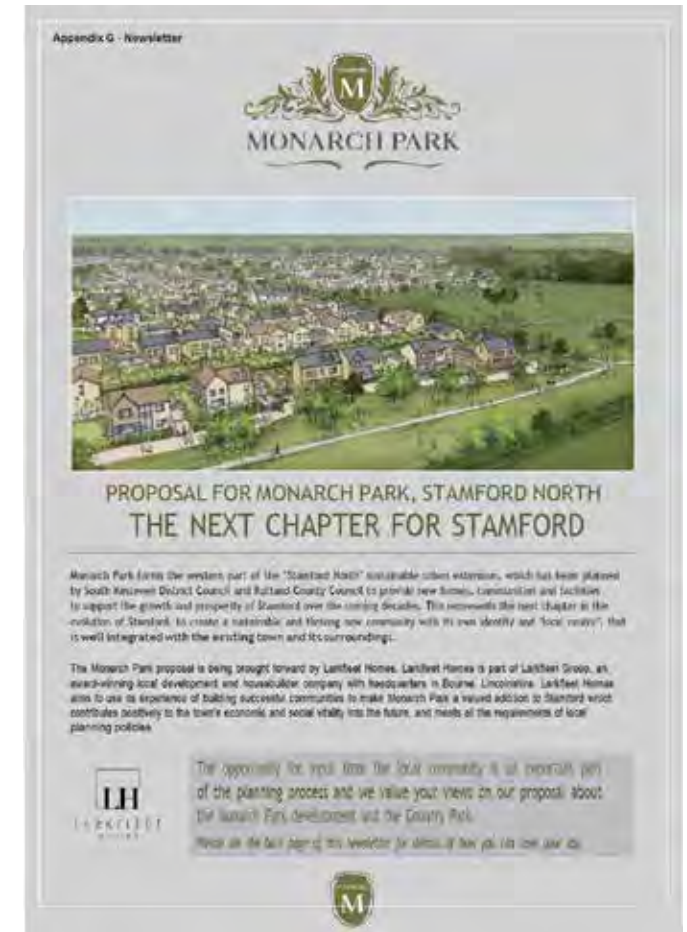 Appendix G - Newsletter
M
MONARCH PARK
PROPOSAL FOR MONARCH PARK, STAMFORD NORTH
THE NEXT CHAPTER FOR STAMFORD
Monarch Park forms the western part of the "Stamford North" sustainable urban extension, which has been planned
by South Kesteven District Council and Rutland County Council to provide new homes, communities and facilities
to support the growth and prosperity of Stamford over the coming decades. This represents the next chapter in the
evolution of Stamford, to create a sustainable and thriving new community with its own identity and "local centre", that
is well integrated with the existing town and its surroundings.
The Monarch Park proposal is being brought forward by Larkfleet Homes. Larkfleet Homes is part of Larkfleet Group, an
award-winning local development and housebuilder company with headquarters in Bourne, Lincolnshire. Larkfleet Homes
aims to use its experience of building successful communities to make Monarch Park a valued addition to Stamford which
contributes positively to the town's economic and social vitality into the future, and meets all the requirements of local
planning policies.
LH
LARKFLEET
HOMES
The opportunity for input from the local community is an important part
of the planning process and we value your views on our proposal about
the Monarch Park development and the Country Park.
Please see the back page of this newsletter for details of how you can have your say.
M